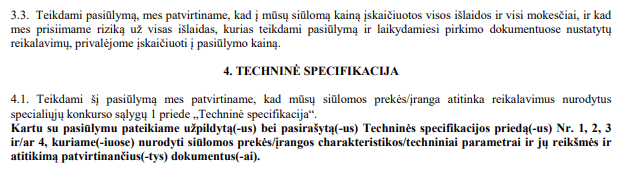 3.3. Teikdami pasiūlymą, mes patvirtiname, kad į mūsų siūlomą kainą įskaičiuotos visos išlaidos ir visi mokesčiai, ir kad
mes prisiimame riziką už visas išlaidas, kurias teikdami pasiūlymą ir laikydamiesi pirkimo dokumentuose nustatytų
reikalavimų, privalėjome įskaičiuoti į pasiūlymo kainą.
4. TECHNINĖ SPECIFIKACIJA
4.1. Teikdami šį pasiūlymą mes patvirtiname, kad mūsų siūlomos prekės/įranga atitinka reikalavimus nurodytus
specialiųjų konkurso sąlygų 1 priede „Techninė specifikacija“.
Kartu su pasiūlymu pateikiame užpildytą(-us) bei pasirašytą(-us) Techninės specifikacijos priedą(-us) Nr. 1, 2, 3
ir/ar 4, kuriame(-iuose) nurodyti siūlomos prekės/įrangos charakteristikos/techniniai parametrai ir jų reikšmės ir
atitikimą patvirtinančius(-tys) dokumentus(-ai).